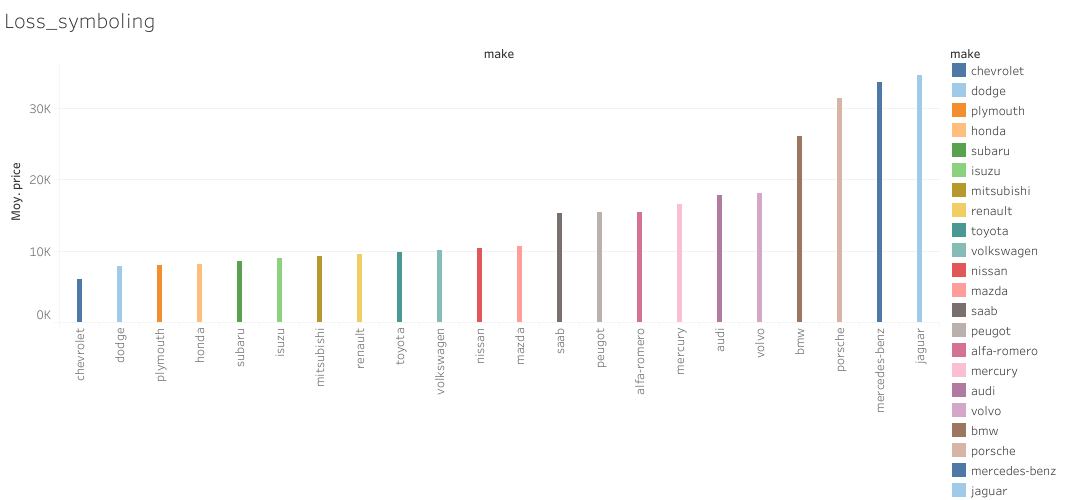 Loss_symboling
make
Moy. price
30K
20K
10K
0K
chevrolet
dodge
plymouth
honda
subaru
isuzu
mitsubishi
renault
toyota
volkswagen
nissan
mazda
saab
peugot
alfa-romero
mercury
audi
volvo
bmw
porsche
mercedes-benz
jaguar
make
chevrolet
dodge
plymouth
honda
subaru
isuzu
mitsubishi
renault
toyota
volkswagen
nissan
mazda
saab
peugot
alfa-romero
mercury
audi
volvo
bmw
porsche
mercedes-benz
jaguar